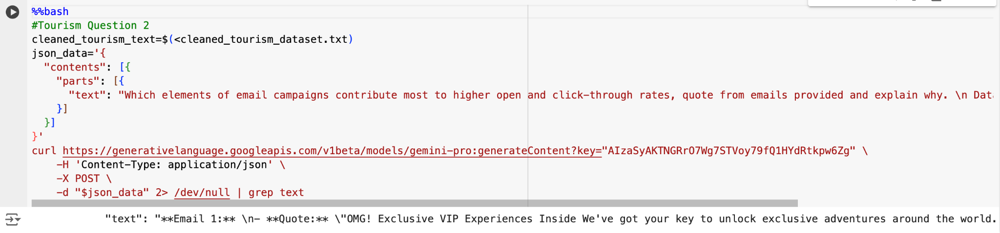 %%bash
#Tourism Question 2
cleaned_tourism_text=$(<cleaned_tourism_dataset.txt)
json_data='{
"contents": [{
"parts": [{
"text": "Which elements of email campaigns contribute most to higher open and click-through rates, quote from emails provided and explain why. \n Data
}]
}]
}'
curl https://generativelanguage.googleapis.com/v1beta/models/gemini-pro:generateContent?key="AIzaSyAKTNGRrO7Wg7STVoy79fQ1HYdRtkpw6Zg" \
-H 'Content-Type: application/json' \
-X POST \
-d "$json_data" 2> /dev/null | grep text
"text": "**Email 1:** \n- **Quote:** \"OMG! Exclusive VIP Experiences Inside We've got your key to unlock exclusive adventures around the world.